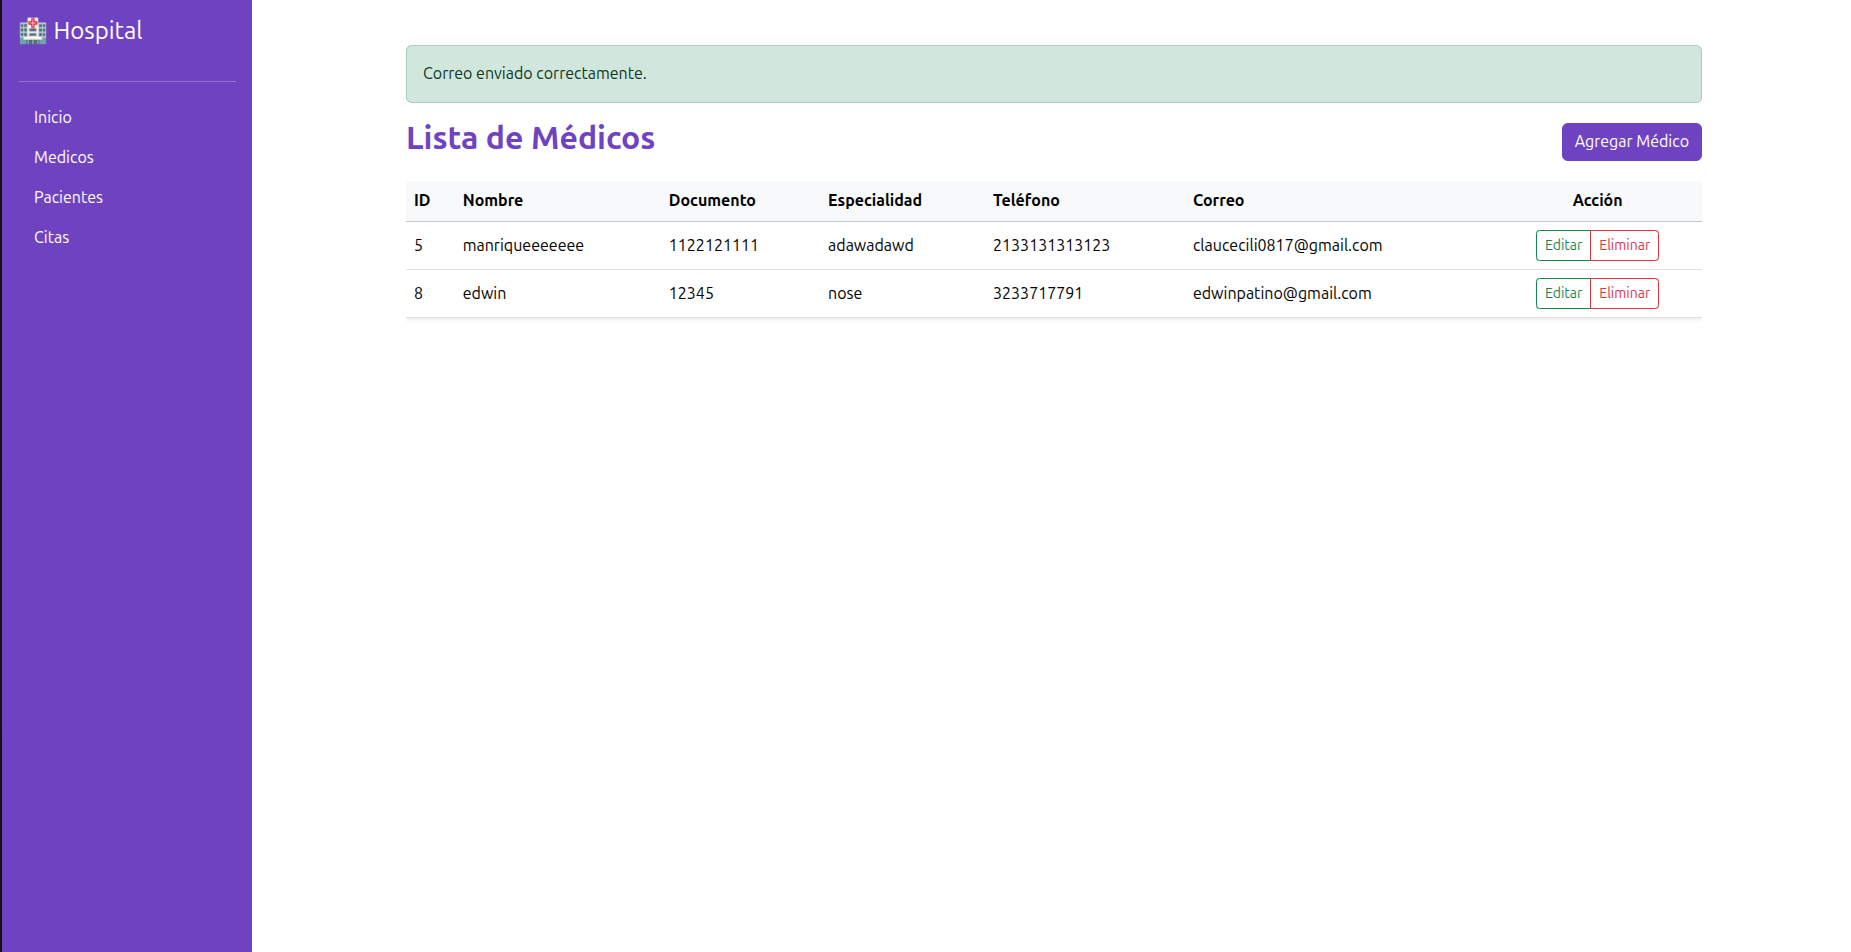 Hospital
Inicio
Medicos
Pacientes
Citas
Correo enviado correctamente.
Lista de Médicos
Agregar Médico
ID Nombre Documento Especialidad Teléfono Correo Acción
5 manriqueeeeeee 1122121111 adawadawd 2133131313123 claucecili0817@gmail.com Editar Eliminar
8 edwin 12345 nose 3233717791 edwinpatino@gmail.com Editar Eliminar